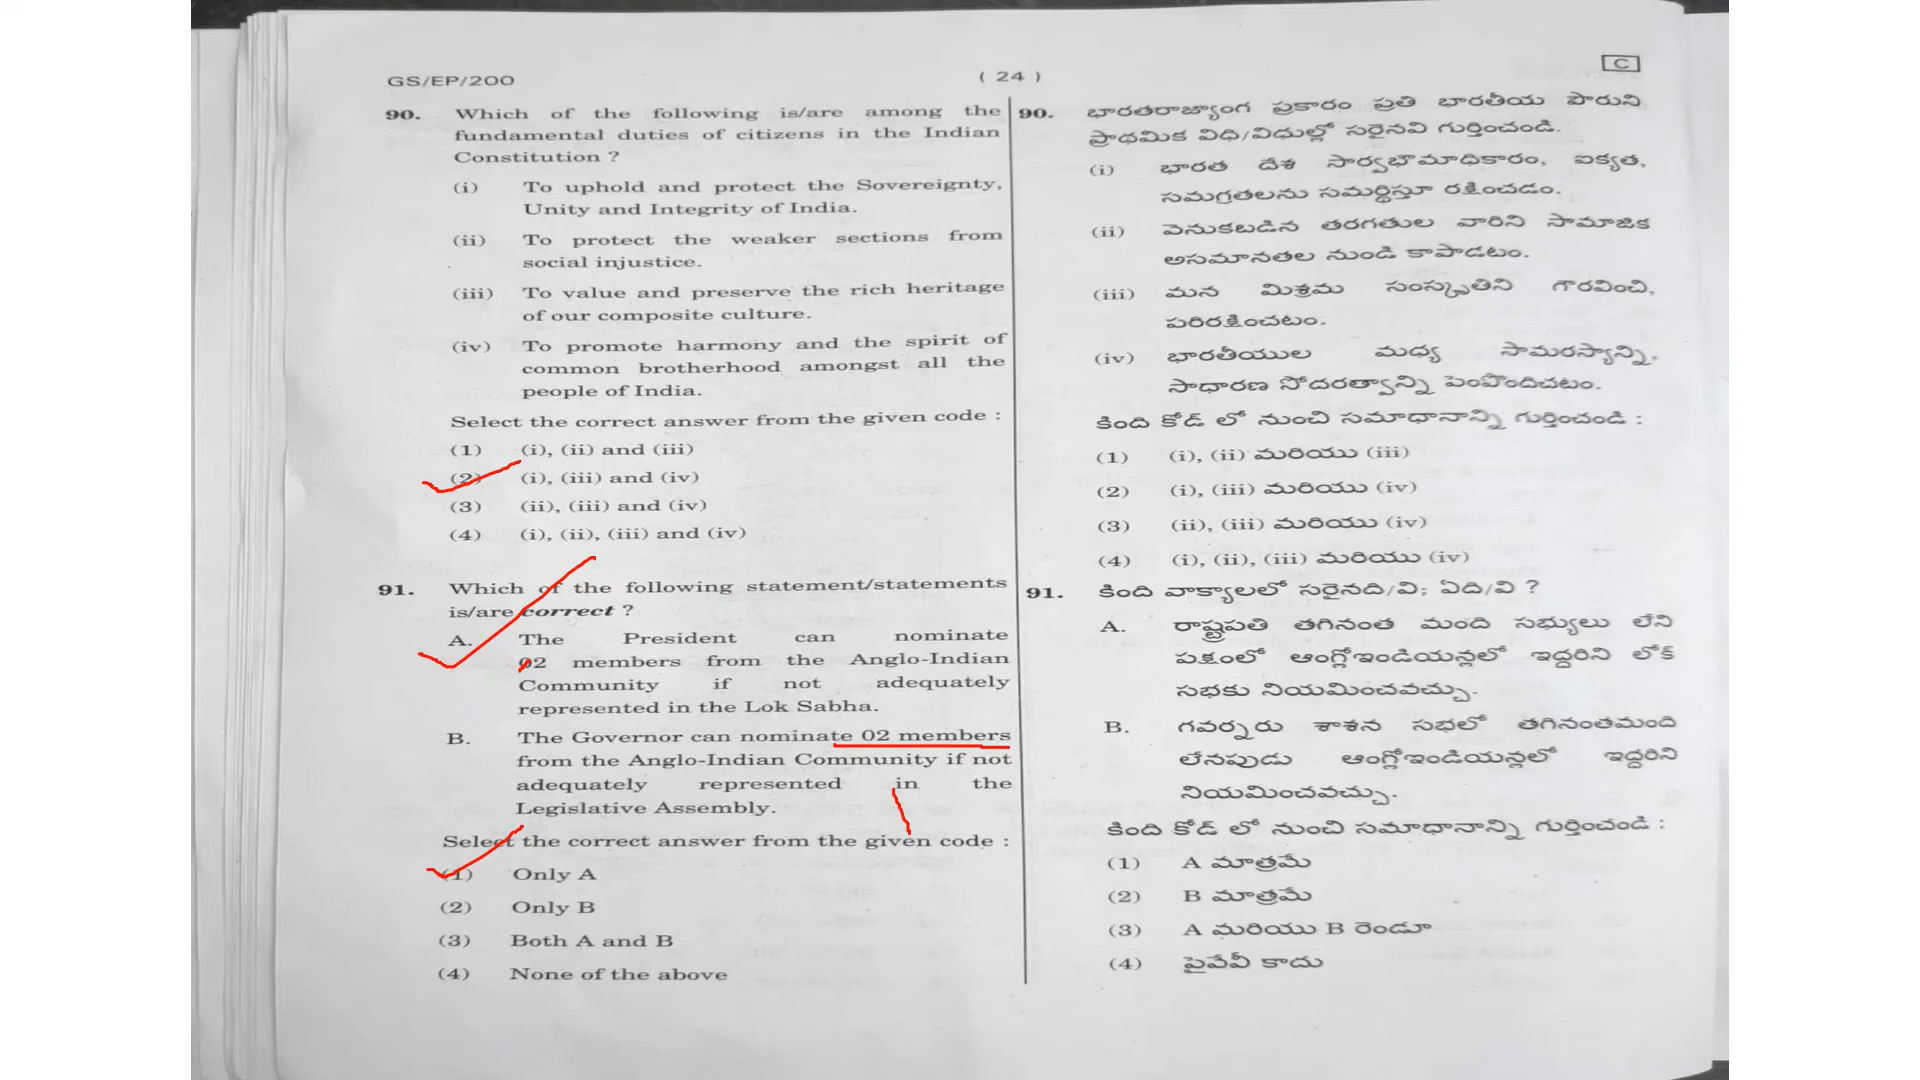 GS/EP/200
( 24 )
C
90. Which of the following is/are among the
fundamental duties of citizens in the Indian
Constitution ?
(i) To uphold and protect the Sovereignty,
Unity and Integrity of India.
(ii) To protect the weaker sections from
social injustice.
(iii) To value and preserve the rich heritage
of our composite culture.
(iv) To promote harmony and the spirit of
common brotherhood amongst all the
people of India.
Select the correct answer from the given code :
(1) (i), (ii) and (iii)
(2) (i), (iii) and (iv)
(3) (ii), (iii) and (iv)
(4) (i), (ii), (iii) and (iv)
91. Which of the following statement/statements
is/are correct ?
A. The President can nominate
02 members from the Anglo-Indian
Community if not adequately
represented in the Lok Sabha.
B. The Governor can nominate 02 members
from the Anglo-Indian Community if not
adequately represented in the
Legislative Assembly.
Select the correct answer from the given code :
(1) Only A
(2) Only B
(3) Both A and B
(4) None of the above
90. భారతరాజ్యాంగ ప్రకారం ప్రతి భారతీయ పౌరుని
ప్రాథమిక విధి/విధుల్లో సరైనవి గుర్తించండి.
(i) భారత దేశ సార్వభౌమాధికారం, ఐక్యత,
సమగ్రతలను సమర్థిస్తూ రక్షించడం.
(ii) వెనుకబడిన తరగతుల వారిని సామాజిక
అసమానతల నుండి కాపాడటం.
(iii) మన మిశ్రమ సంస్కృతిని గౌరవించి,
పరిరక్షించటం.
(iv) భారతీయుల మధ్య సామరస్యాన్ని,
సాధారణ సోదరత్వాన్ని పెంపొందిచటం.
కింది కోడ్ లో నుంచి సమాధానాన్ని గుర్తించండి :
(1) (i), (ii) మరియు (iii)
(2) (i), (iii) మరియు (iv)
(3) (ii), (iii) మరియు (iv)
(4) (i), (ii), (iii) మరియు (iv)
91. కింది వాక్యాలలో సరైనది/వి; ఏది/వి ?
A. రాష్ట్రపతి తగినంత మంది సభ్యులు లేని
పక్షంలో ఆంగ్లోఇండియన్లలో ఇద్దరిని లోక్
సభకు నియమించవచ్చు.
B. గవర్నరు శాశన సభలో తగినంతమంది
లేనపుడు ఆంగ్లోఇండియన్లలో ఇద్దరిని
నియమించవచ్చు.
కింది కోడ్ లో నుంచి సమాధానాన్ని గుర్తించండి :
(1) A మాత్రమే
(2) B మాత్రమే
(3) A మరియు B రెండూ
(4) పైవేవీ కాదు